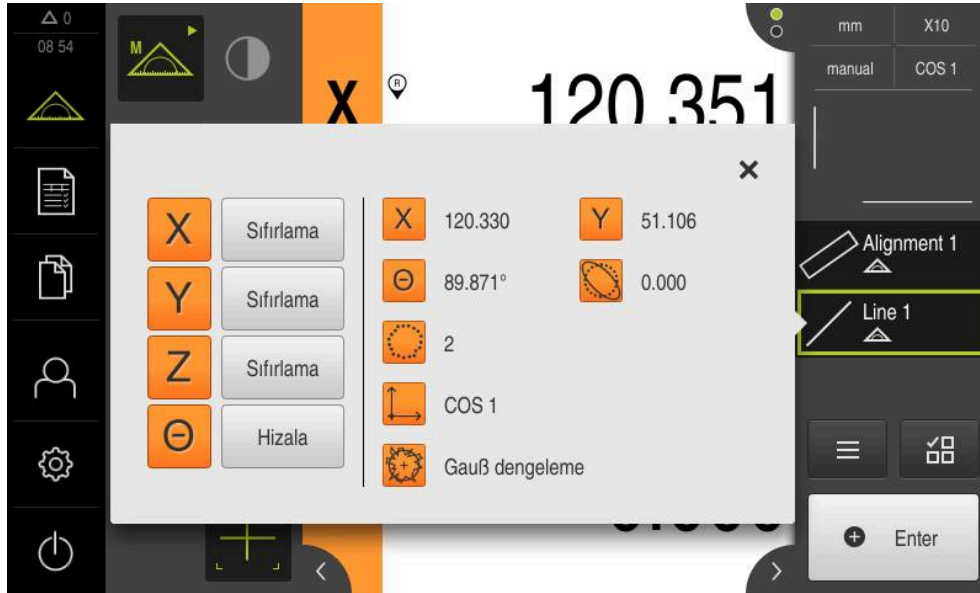 0
08 54
M
X
R
120.351
mm
X10
manual
COS 1
X
Sıfırlama
Y
Sıfırlama
Z
Sıfırlama
Θ
Hizala
X
120.330
Y
51.106
Θ
89.871°
0.000
2
COS 1
Gauß dengeleme
Alignment 1
Line 1
Enter